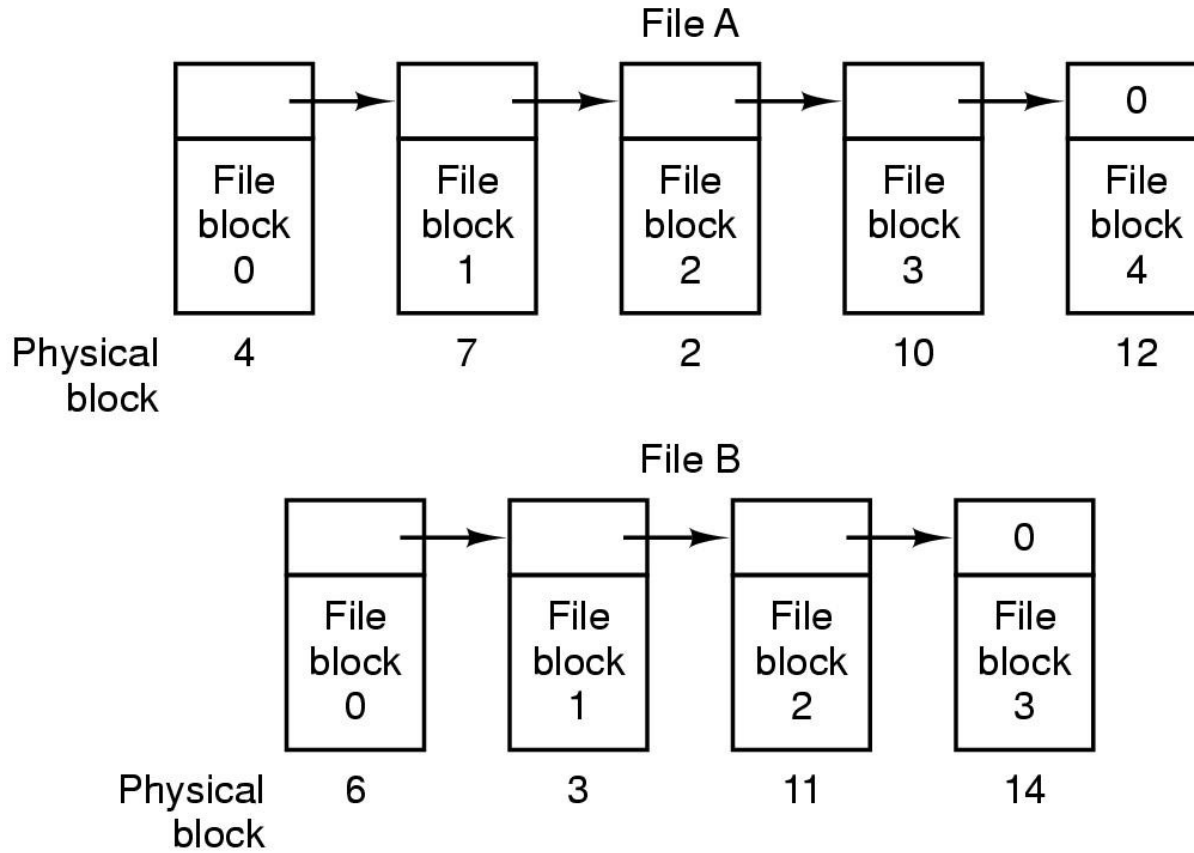 File A
0
File File File File File
block block block block block
0 1 2 3 4
Physical 4 7 2 10 12
block
File B
0
File File File File
block block block block
0 1 2 3
Physical 6 3 11 14
block